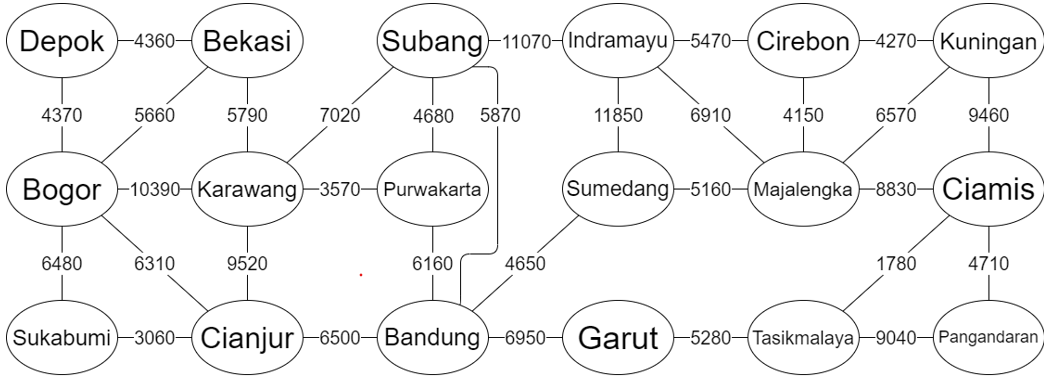 Depok 4360 Bekasi Subang 11070 Indramayu 5470 Cirebon 4270 Kuningan
4370 5660 5790 7020 4680 5870 11850 6910 4150 6570 9460
Bogor 10390 Karawang 3570 Purwakarta Sumedang 5160 Majalengka 8830 Ciamis
6480 6310 9520 6160 4650 1780 4710
Sukabumi 3060 Cianjur 6500 Bandung 6950 Garut 5280 Tasikmalaya 9040 Pangandaran